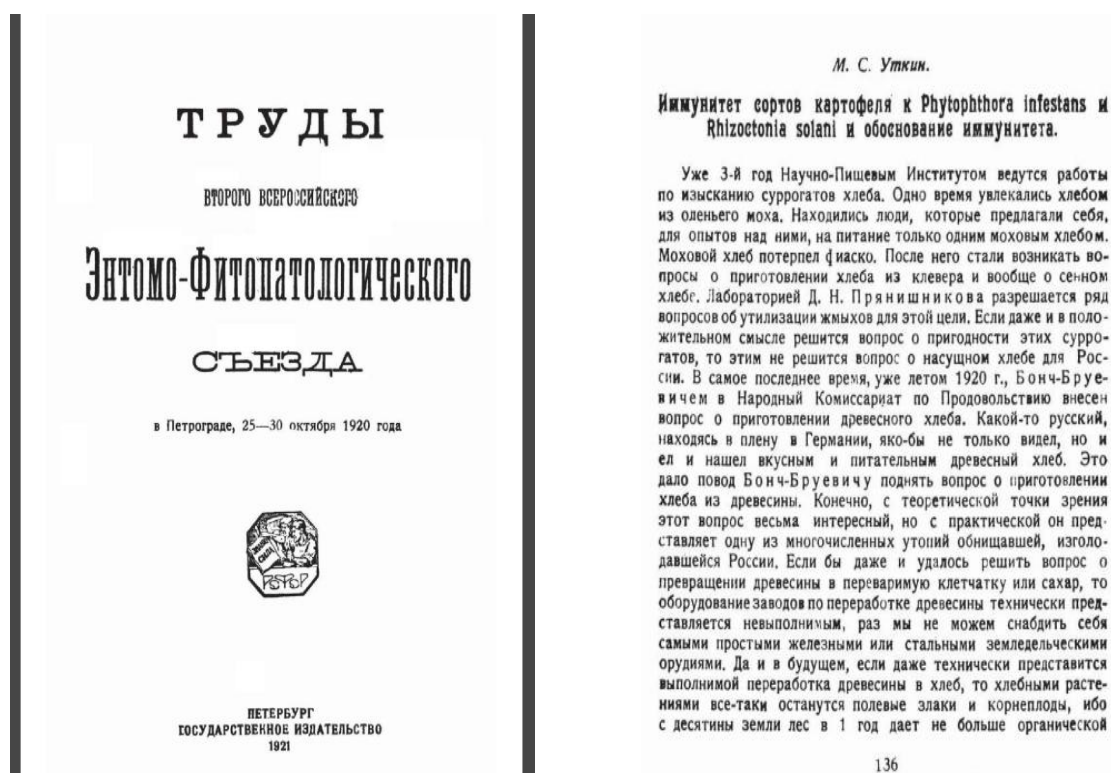 ТРУДЫ
ВТОРОГО ВСЕРОССИЙСКОГО
Энтомо-Фитопатологического
СЪЕЗДА
в Петрограде, 25—30 октября 1920 года
РСФСР
ПЕТЕРБУРГ
ГОСУДАРСТВЕННОЕ ИЗДАТЕЛЬСТВО
1921
М. С. Уткин.
Иммунитет сортов картофеля к Phytophthora infestans и
Rhizoctonia solani и обоснование иммунитета.
Уже 3-й год Научно-Пищевым Институтом ведутся работы
по изысканию суррогатов хлеба. Одно время увлекались хлебом
из оленьего моха. Находились люди, которые предлагали себя,
для опытов над ними, на питание только одним моховым хлебом.
Моховой хлеб потерпел фиаско. После него стали возникать во-
просы о приготовлении хлеба из клевера и вообще о сенном
хлебе. Лабораторией Д. Н. Прянишникова разрешается ряд
вопросов об утилизации жмыхов для этой цели. Если даже и в поло-
жительном смысле решится вопрос о пригодности этих сурро-
гатов, то этим не решится вопрос о насущном хлебе для Рос-
сии. В самое последнее время, уже летом 1920 г., Бонч-Бруе-
вичем в Народный Комиссариат по Продовольствию внесен
вопрос о приготовлении древесного хлеба. Какой-то русский,
находясь в плену в Германии, яко-бы не только видел, но и
ел и нашел вкусным и питательным древесный хлеб. Это
дало повод Бонч-Бруевичу поднять вопрос о приготовлении
хлеба из древесины. Конечно, с теоретической точки зрения
этот вопрос весьма интересный, но с практической он пред-
ставляет одну из многочисленных утопий обнищавшей, изголо-
давшейся России. Если бы даже и удалось решить вопрос о
превращении древесины в переваримую клетчатку или сахар, то
оборудование заводов по переработке древесины технически пред-
ставляется невыполнимым, раз мы не можем снабдить себя
самыми простыми железными или стальными земледельческими
орудиями. Да и в будущем, если даже технически представится
выполнимой переработка древесины в хлеб, то хлебными расте-
ниями все-таки останутся полевые злаки и корнеплоды, ибо
с десятины земли лес в 1 год дает не больше органической
136